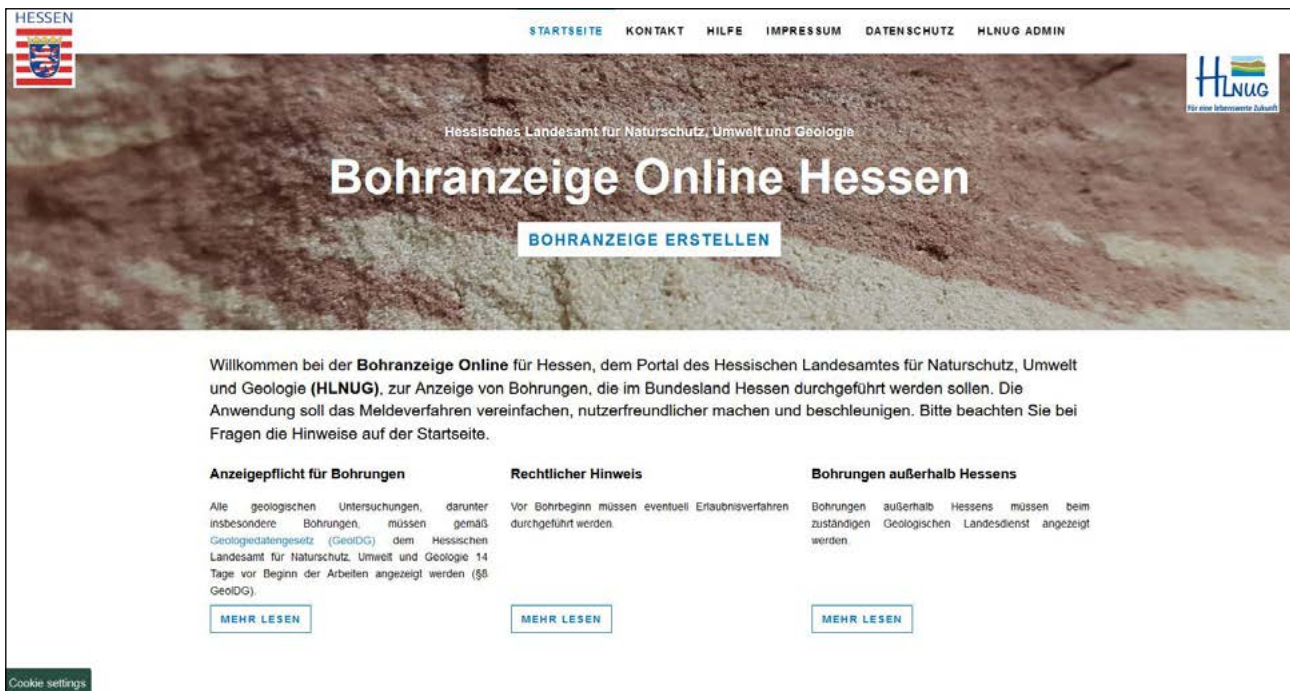 HESSEN
STARTSEITE KONTAKT HILFE IMPRESSUM DATENSCHUTZ HLNUG ADMIN
HLNUG
Für eine lebenswerte Zukunft
Hessisches Landesamt für Naturschutz, Umwelt und Geologie
Bohranzeige Online Hessen
BOHRANZEIGE ERSTELLEN
Willkommen bei der Bohranzeige Online für Hessen, dem Portal des Hessischen Landesamtes für Naturschutz, Umwelt
und Geologie (HLNUG), zur Anzeige von Bohrungen, die im Bundesland Hessen durchgeführt werden sollen. Die
Anwendung soll das Meldeverfahren vereinfachen, nutzerfreundlicher machen und beschleunigen. Bitte beachten Sie bei
Fragen die Hinweise auf der Startseite.
Anzeigepflicht für Bohrungen
Alle geologischen Untersuchungen, darunter
insbesondere Bohrungen, müssen gemäß
Geologiedatengesetz (GeolDG) dem Hessischen
Landesamt für Naturschutz, Umwelt und Geologie 14
Tage vor Beginn der Arbeiten angezeigt werden (§8
GeolDG).
MEHR LESEN
Rechtlicher Hinweis
Vor Bohrbeginn müssen eventuell Erlaubnisverfahren
durchgeführt werden.
MEHR LESEN
Bohrungen außerhalb Hessens
Bohrungen außerhalb Hessens müssen beim
zuständigen Geologischen Landesdienst angezeigt
werden.
MEHR LESEN
Cookie settings